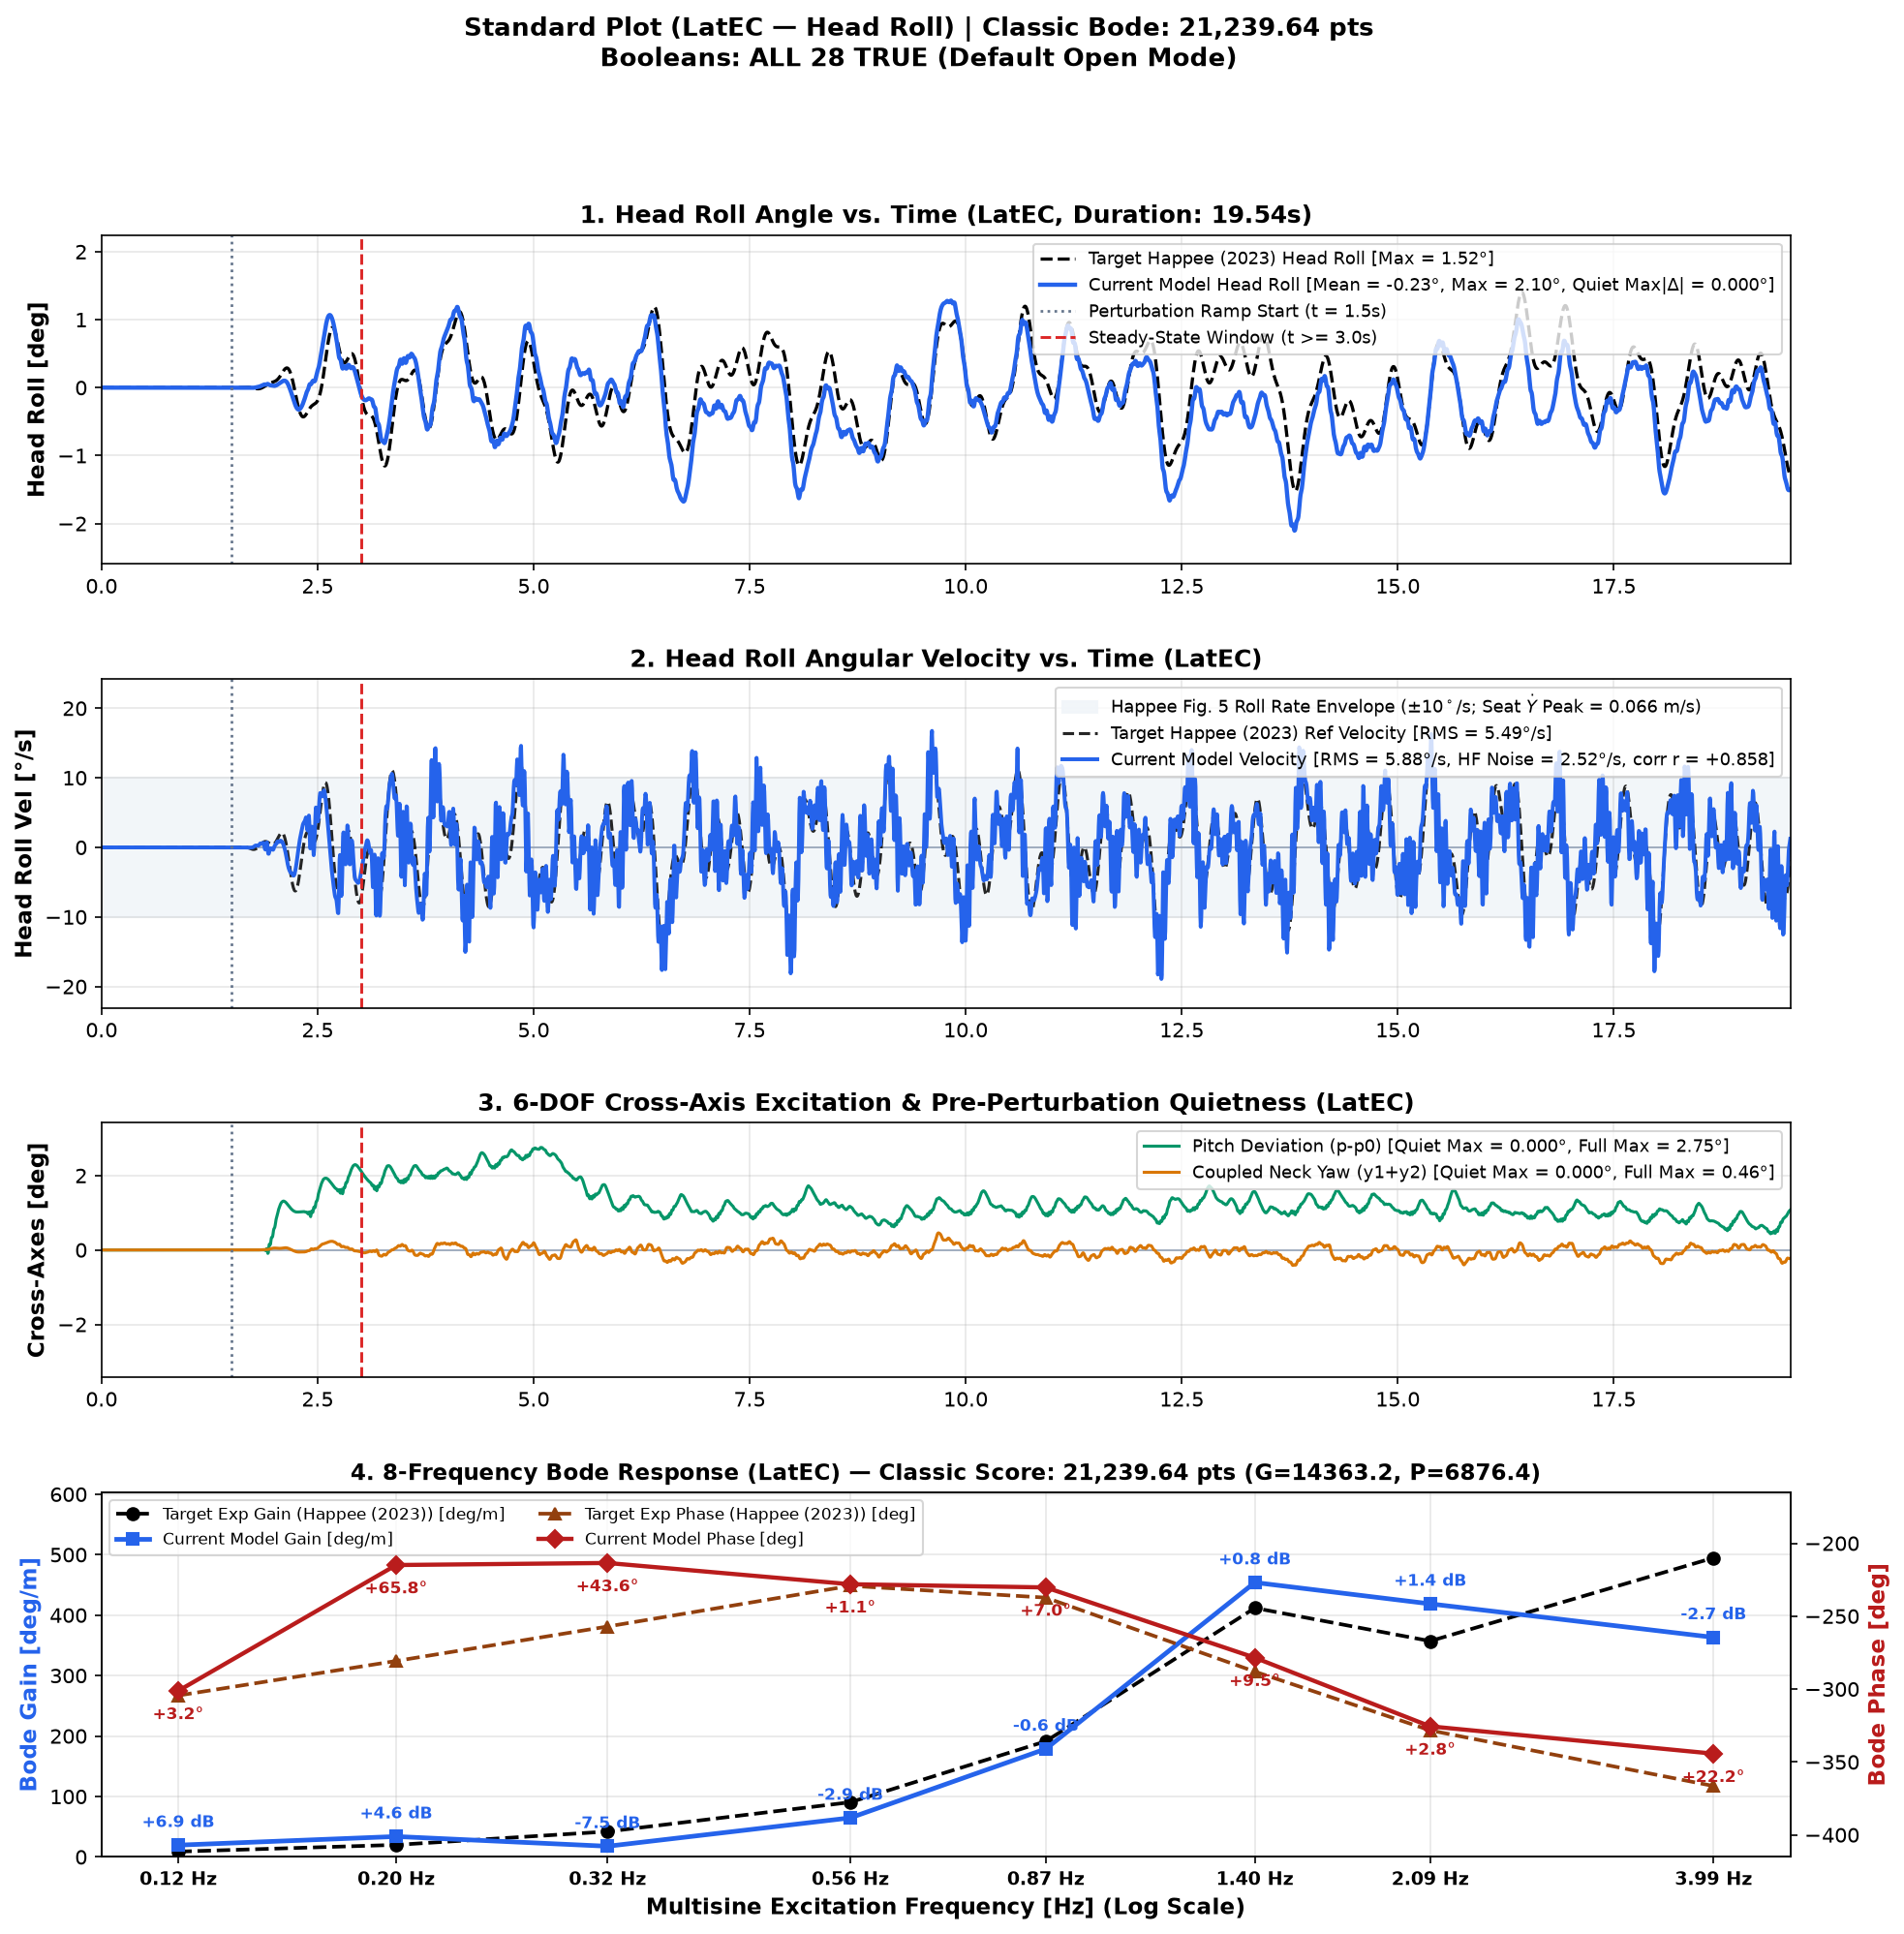 Standard Plot (LatEC — Head Roll) | Classic Bode: 21,239.64 pts
Booleans: ALL 28 TRUE (Default Open Mode)
1. Head Roll Angle vs. Time (LatEC, Duration: 19.54s)
Head Roll [deg]
2
1
0
−1
−2
Target Happee (2023) Head Roll [Max = 1.52°]
Current Model Head Roll [Mean = -0.23°, Max = 2.10°, Quiet Max|Δ| = 0.000°]
Perturbation Ramp Start (t = 1.5s)
Steady-State Window (t >= 3.0s)
0.0 2.5 5.0 7.5 10.0 12.5 15.0 17.5
2. Head Roll Angular Velocity vs. Time (LatEC)
Head Roll Vel [°/s]
20
10
0
−10
−20
Happee Fig. 5 Roll Rate Envelope (±10˚/s; Seat Ẏ Peak = 0.066 m/s)
Target Happee (2023) Ref Velocity [RMS = 5.49°/s]
Current Model Velocity [RMS = 5.88°/s, HF Noise = 2.52°/s, corr r = +0.858]
0.0 2.5 5.0 7.5 10.0 12.5 15.0 17.5
3. 6-DOF Cross-Axis Excitation & Pre-Perturbation Quietness (LatEC)
Cross-Axes [deg]
2
0
−2
Pitch Deviation (p-p0) [Quiet Max = 0.000°, Full Max = 2.75°]
Coupled Neck Yaw (y1+y2) [Quiet Max = 0.000°, Full Max = 0.46°]
0.0 2.5 5.0 7.5 10.0 12.5 15.0 17.5
4. 8-Frequency Bode Response (LatEC) — Classic Score: 21,239.64 pts (G=14363.2, P=6876.4)
Bode Gain [deg/m]
600
500
400
300
200
100
0
Target Exp Gain (Happee (2023)) [deg/m]
Current Model Gain [deg/m]
Target Exp Phase (Happee (2023)) [deg]
Current Model Phase [deg]
+3.2°
+65.8°
+43.6°
+1.1°
+7.0°
+9.5°
+2.8°
+22.2°
+6.9 dB
+4.6 dB
-7.5 dB
-2.9 dB
-0.6 dB
+0.8 dB
+1.4 dB
-2.7 dB
−200
−250
−300
−350
−400
Bode Phase [deg]
0.12 Hz 0.20 Hz 0.32 Hz 0.56 Hz 0.87 Hz 1.40 Hz 2.09 Hz 3.99 Hz
Multisine Excitation Frequency [Hz] (Log Scale)